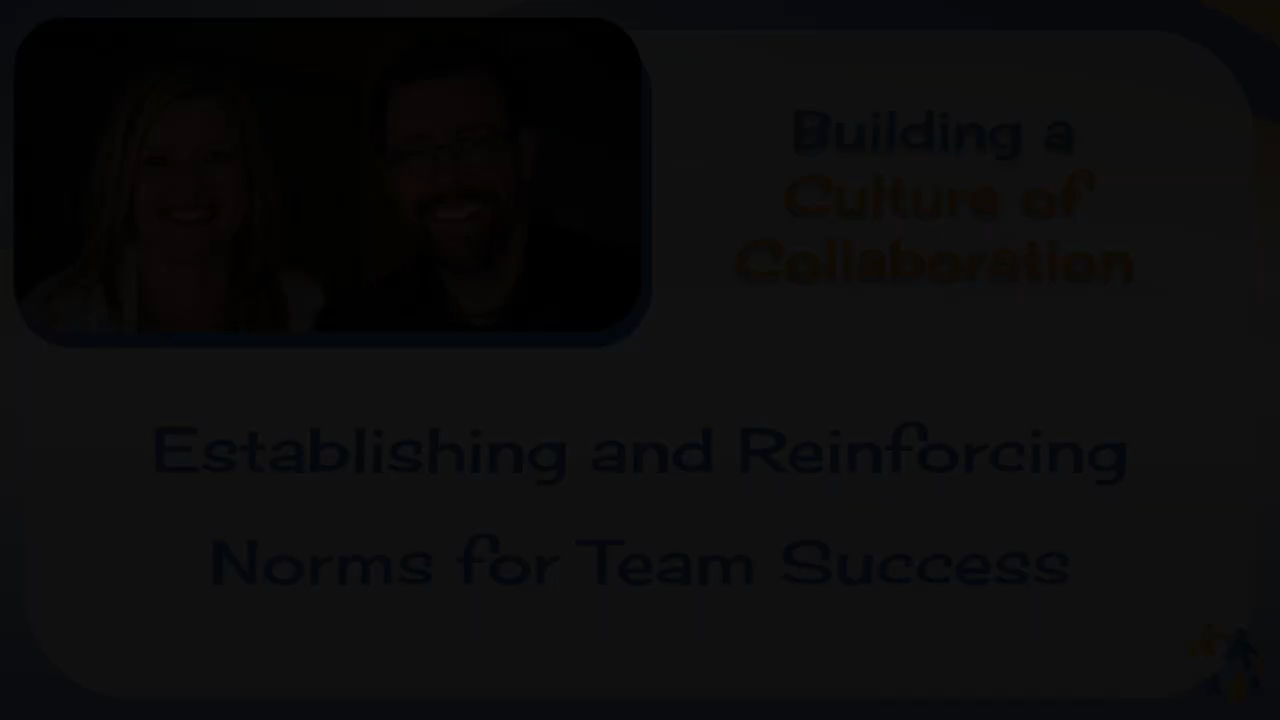 Building a
Culture of
Collaboration
Establishing and Reinforcing
Norms for Team Success